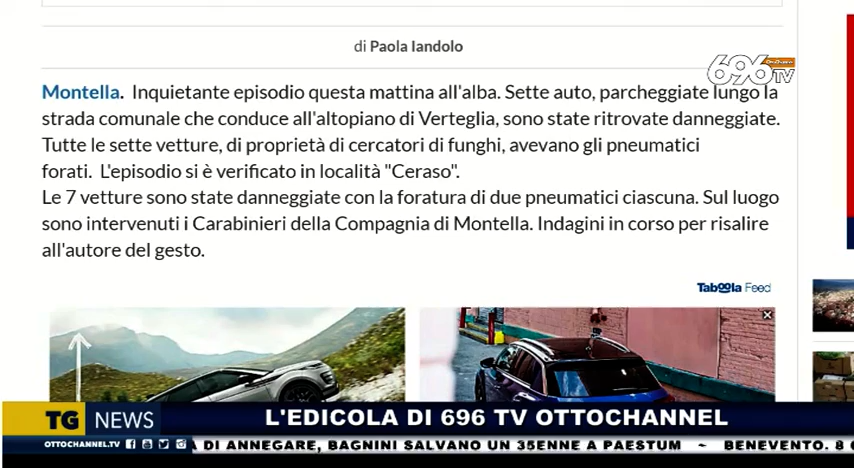 di Paola Iandolo
696 TV
OttoChannel
Montella. Inquietante episodio questa mattina all'alba. Sette auto, parcheggiate lungo la
strada comunale che conduce all'altopiano di Verteglia, sono state ritrovate danneggiate.
Tutte le sette vetture, di proprietà di cercatori di funghi, avevano gli pneumatici
forati. L'episodio si è verificato in località "Ceraso".
Le 7 vetture sono state danneggiate con la foratura di due pneumatici ciascuna. Sul luogo
sono intervenuti i Carabinieri della Compagnia di Montella. Indagini in corso per risalire
all'autore del gesto.
Taboola Feed
TG NEWS
L'EDICOLA DI 696 TV OTTOCHANNEL
OTTOCHANNEL.TV
A DI ANNEGARE, BAGNINI SALVANO UN 35ENNE A PAESTUM ~ BENEVENTO. 8